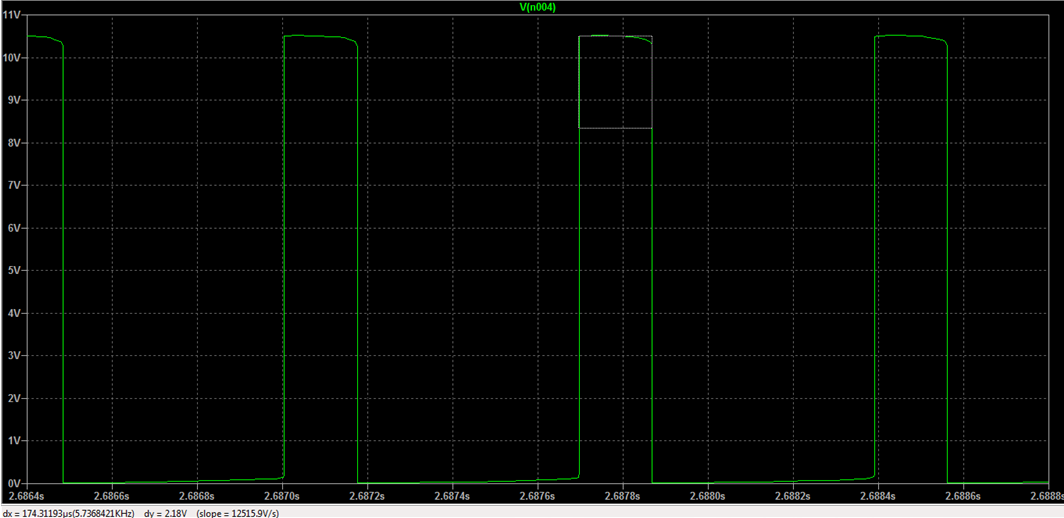 V(n004)
11V
10V
9V
8V
7V
6V
5V
4V
3V
2V
1V
0V
2.6864s 2.6866s 2.6868s 2.6870s 2.6872s 2.6874s 2.6876s 2.6878s 2.6880s 2.6882s 2.6884s 2.6886s 2.6888s
dx = 174.31193µs(5.7368421KHz) dy = 2.18V (slope = 12515.9V/s)